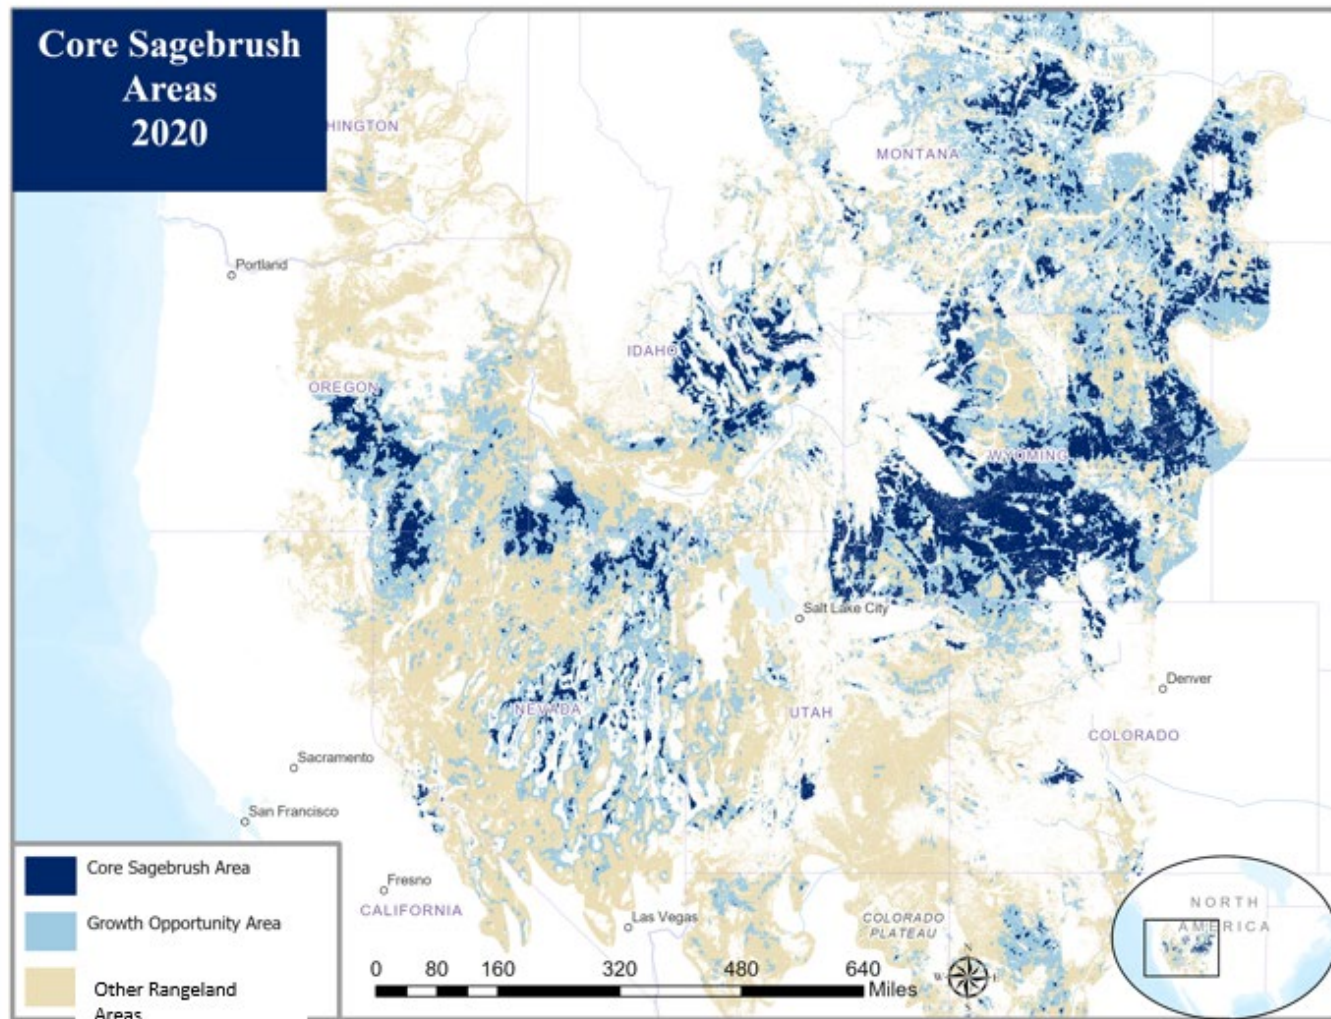 Core Sagebrush
Areas
2020
HINGTON
MONTANA
Portland
IDAHO
OREGON
WYOMING
Salt Lake City
Denver
NEVADA
UTAH
COLORADO
Sacramento
San Francisco
Core Sagebrush Area
Fresno
CALIFORNIA
Las Vegas
COLORADO
PLATEAU
NORTH
AMERICA
Growth Opportunity Area
0 80 160 320 480 640
Miles
N
W
E
Other Rangeland
Areas